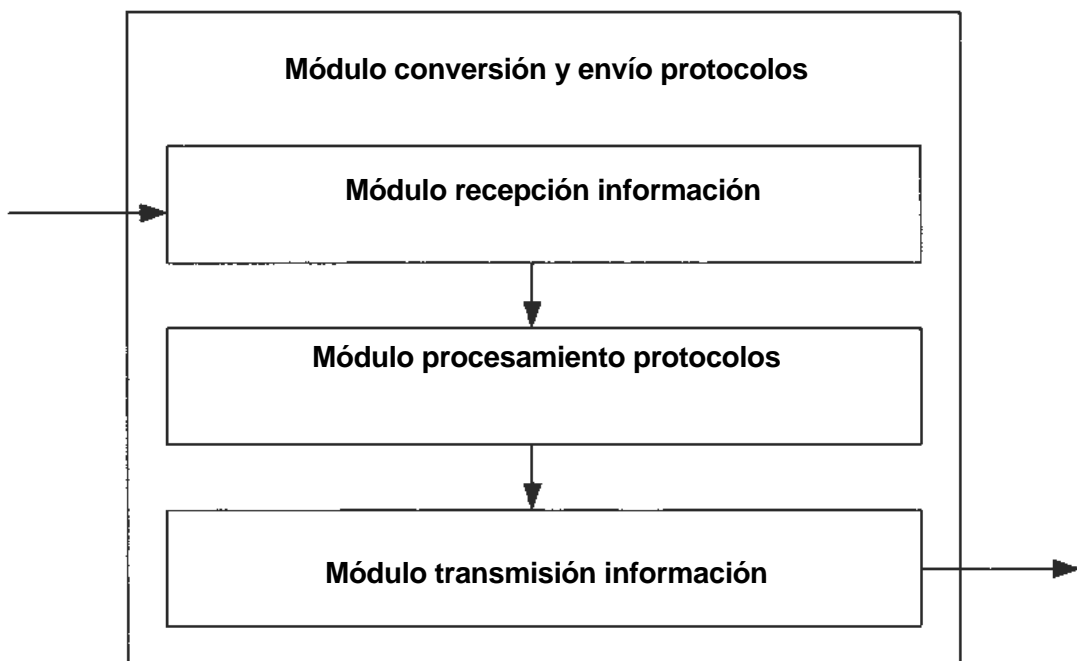 Módulo conversión y envío protocolos
Módulo recepción información
Módulo procesamiento protocolos
Módulo transmisión información